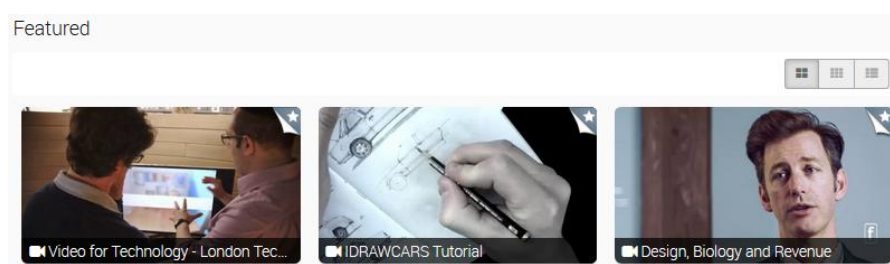 Featured
Video for Technology - London Tec...
IDRAWCARS Tutorial
Design, Biology and Revenue
f